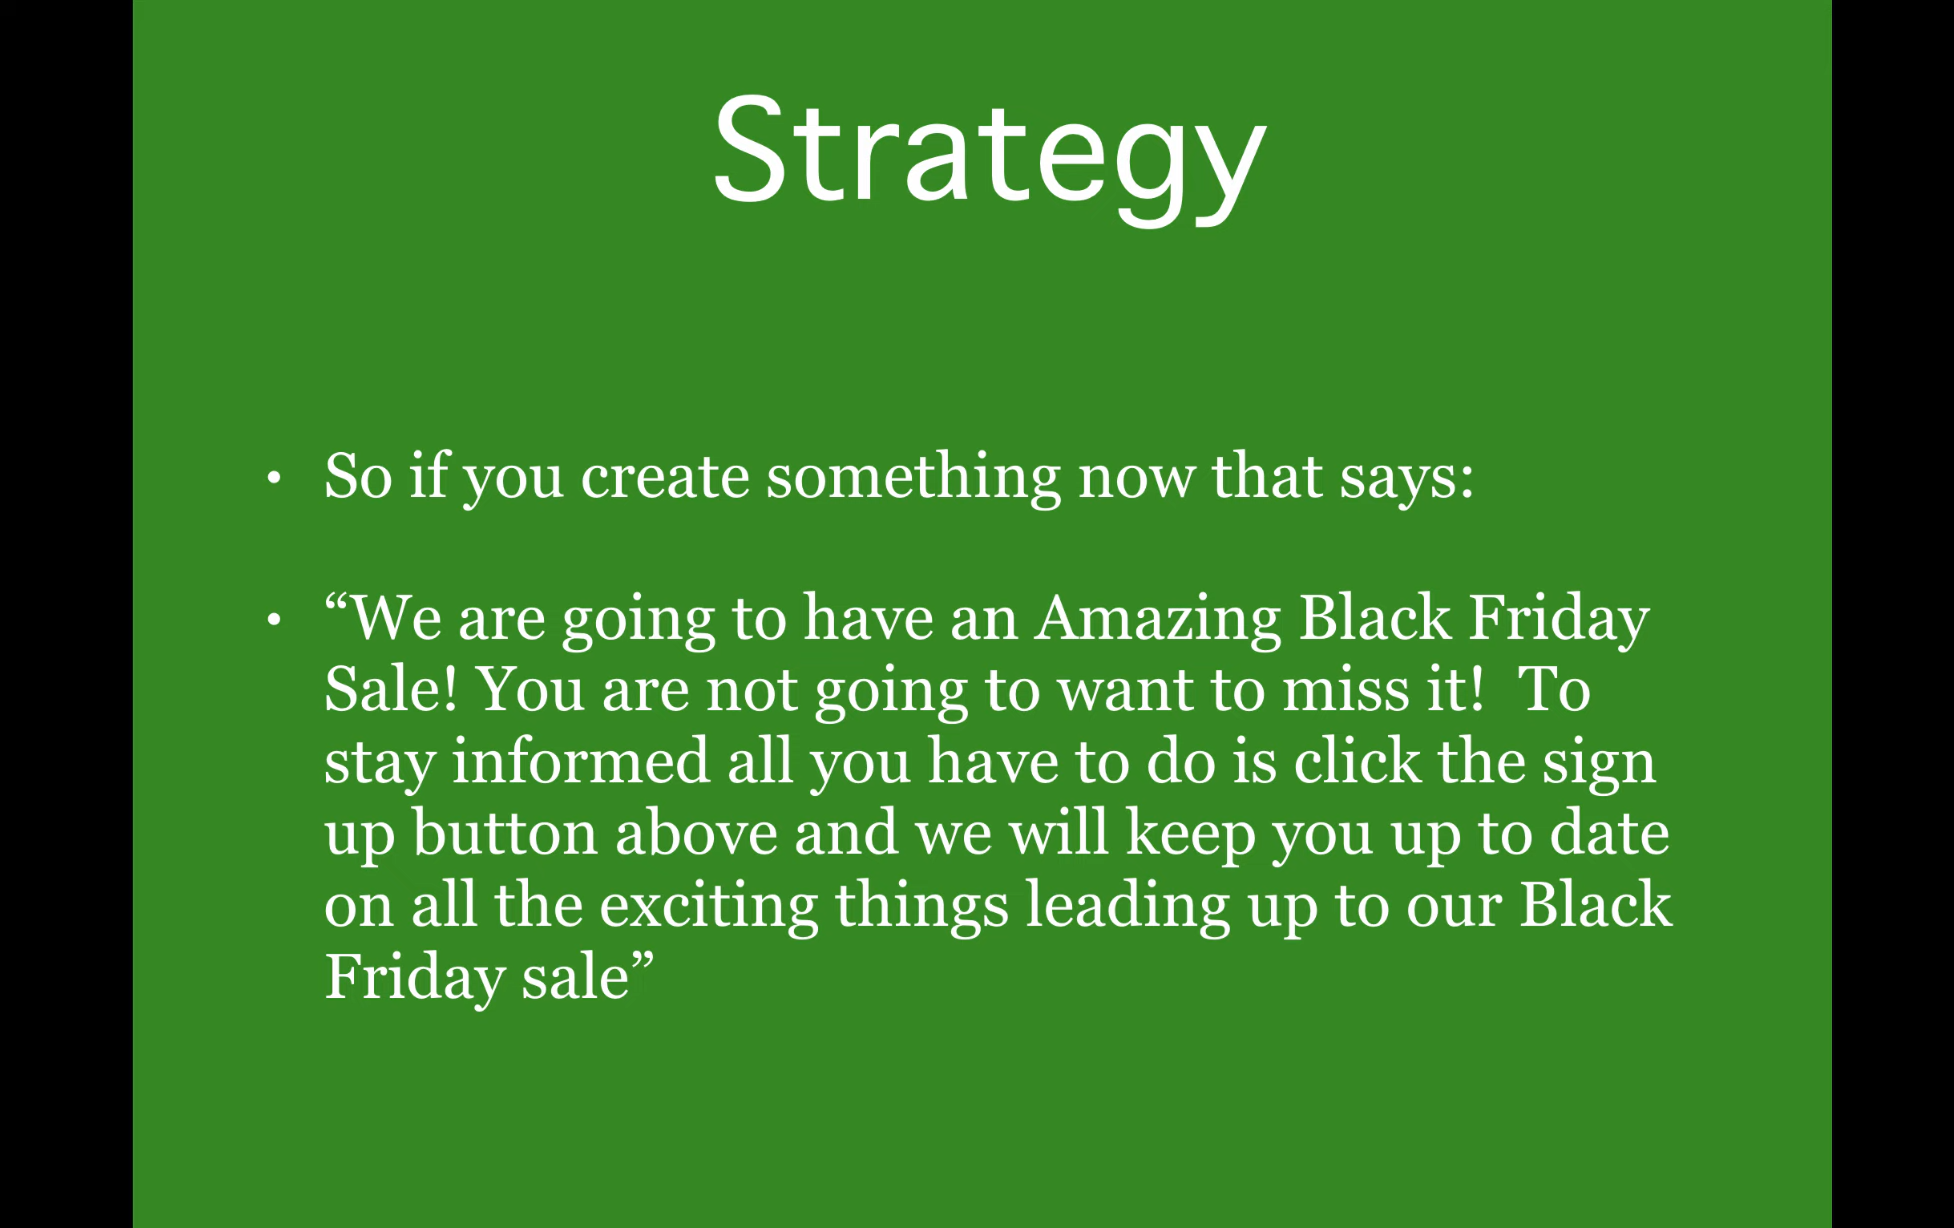 Strategy
• So if you create something now that says:
• “We are going to have an Amazing Black Friday
Sale! You are not going to want to miss it!  To
stay informed all you have to do is click the sign
up button above and we will keep you up to date
on all the exciting things leading up to our Black
Friday sale”